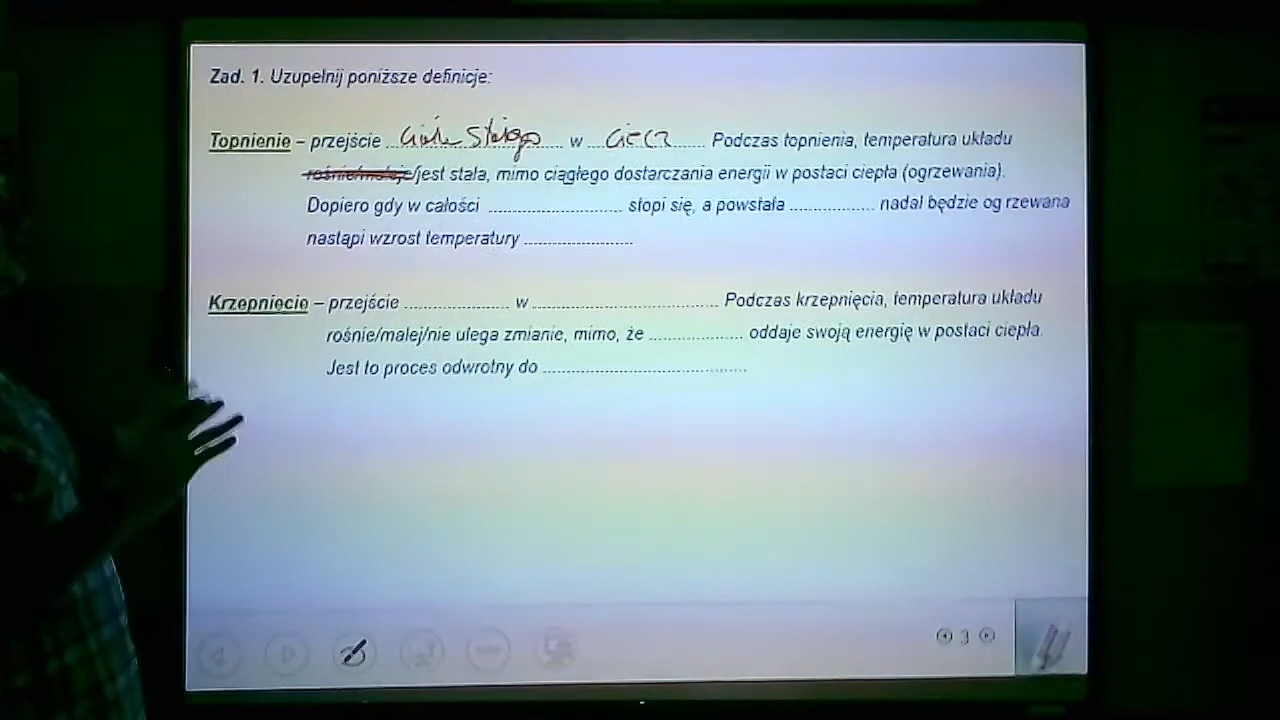 Zad. 1. Uzupełnij poniższe definicje:
Topnienie – przejście ciała stałego w ciecz Podczas topnienia, temperatura układu
rośnie/maleje/jest stała, mimo ciągłego dostarczania energii w postaci ciepła (ogrzewania).
Dopiero gdy w całości ........................... stopi się, a powstała ................. nadal będzie og rzewana
nastąpi wzrost temperatury ......................
Krzepnięcie – przejście ..................... w ..................................... Podczas krzepnięcia, temperatura układu
rośnie/malej/nie ulega zmianie, mimo, że ................... oddaje swoją energię w postaci ciepła.
Jest to proces odwrotny do .........................................
3